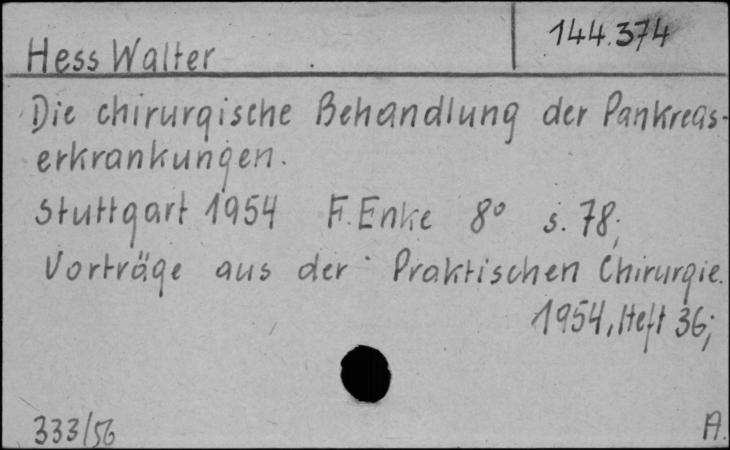 Hess Walter
144.374
Die chirurgische Behandlung der Pankreas-
erkrankungen.
Stuttgart 1954 F. Enke 8° s. 78;
Vorträge aus der Praktischen Chirurgie.
1954, Heft 36;
333/56
A.